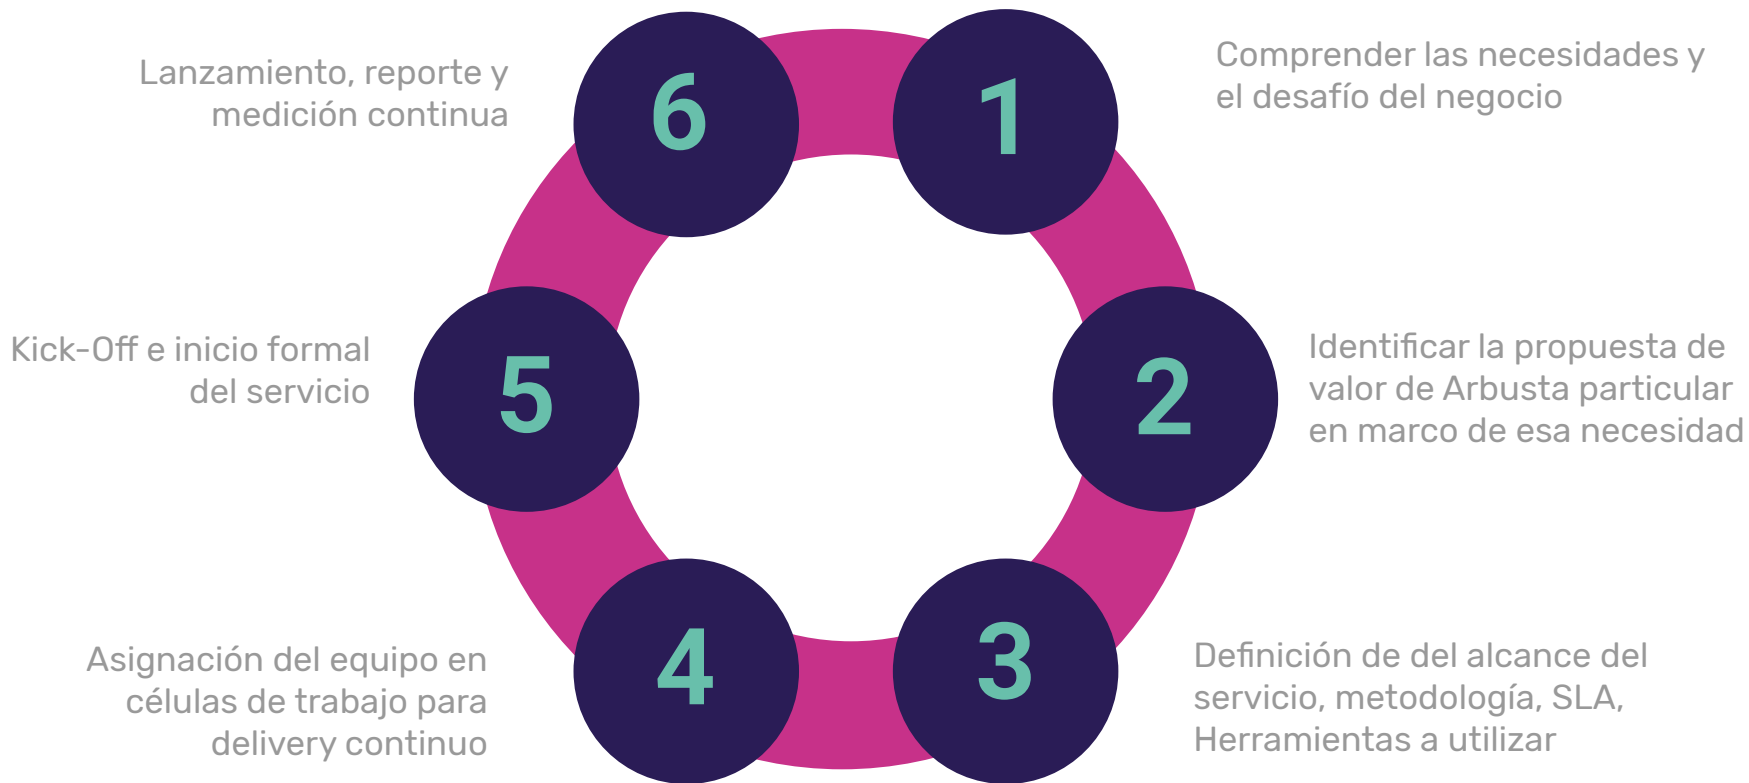 1
Comprender las necesidades y
el desafío del negocio
2
Identificar la propuesta de
valor de Arbusta particular
en marco de esa necesidad
3
Definición de del alcance del
servicio, metodología, SLA,
Herramientas a utilizar
4
Asignación del equipo en
células de trabajo para
delivery continuo
5
Kick-Off e inicio formal
del servicio
6
Lanzamiento, reporte y
medición continua